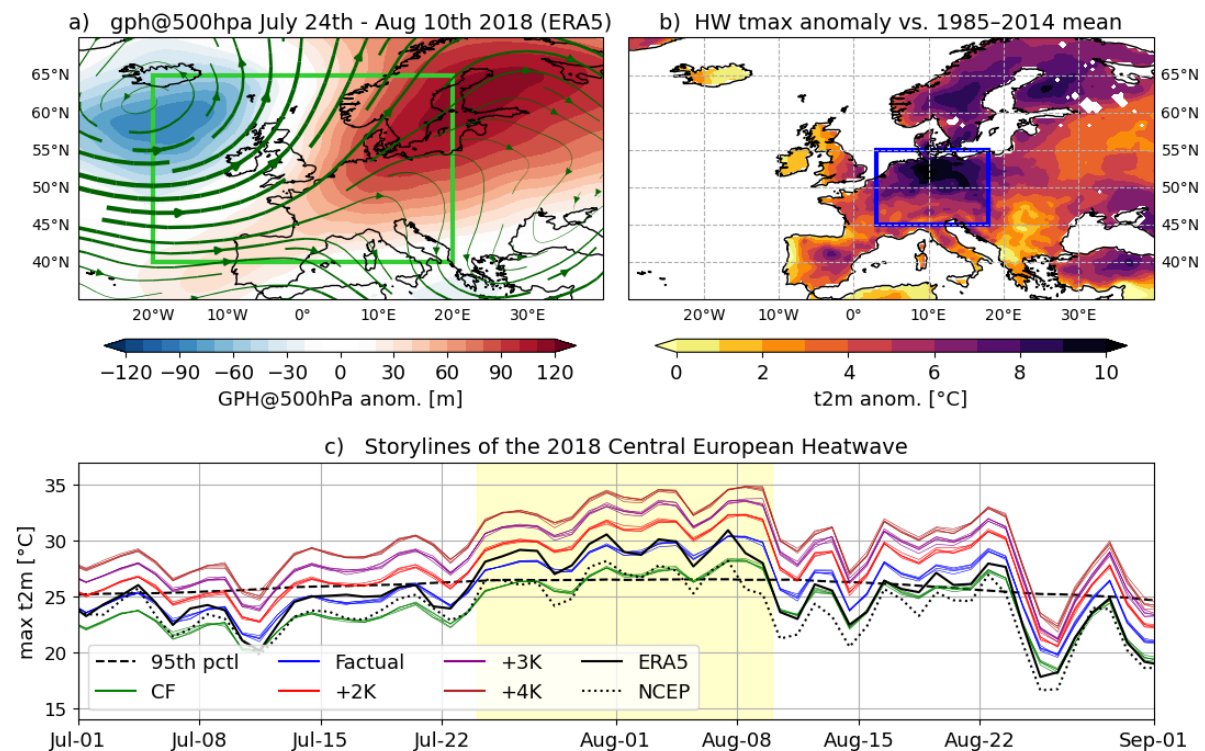 a) gph@500hpa July 24th - Aug 10th 2018 (ERA5)
b) HW tmax anomaly vs. 1985–2014 mean
65°N
60°N
55°N
50°N
45°N
40°N
20°W
10°W
0°
10°E
20°E
30°E
65°N
60°N
55°N
50°N
45°N
40°N
20°W
10°W
0°
10°E
20°E
30°E
−120 −90 −60 −30 0 30 60 90 120
GPH@500hPa anom. [m]
0 2 4 6 8 10
t2m anom. [°C]
c) Storylines of the 2018 Central European Heatwave
max t2m [°C]
35
30
25
20
15
95th pctl
CF
Factual
+2K
+3K
+4K
ERA5
NCEP
Jul-01 Jul-08 Jul-15 Jul-22 Aug-01 Aug-08 Aug-15 Aug-22 Sep-01